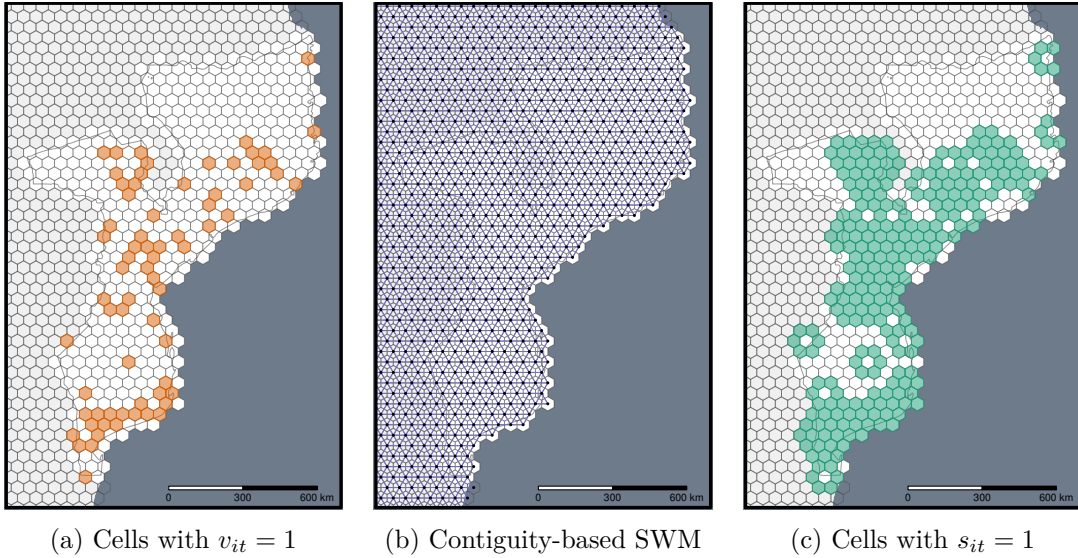 0 300 600 km
0 300 600 km
0 300 600 km
(a) Cells with $v_{it} = 1$
(b) Contiguity-based SWM
(c) Cells with $s_{it} = 1$